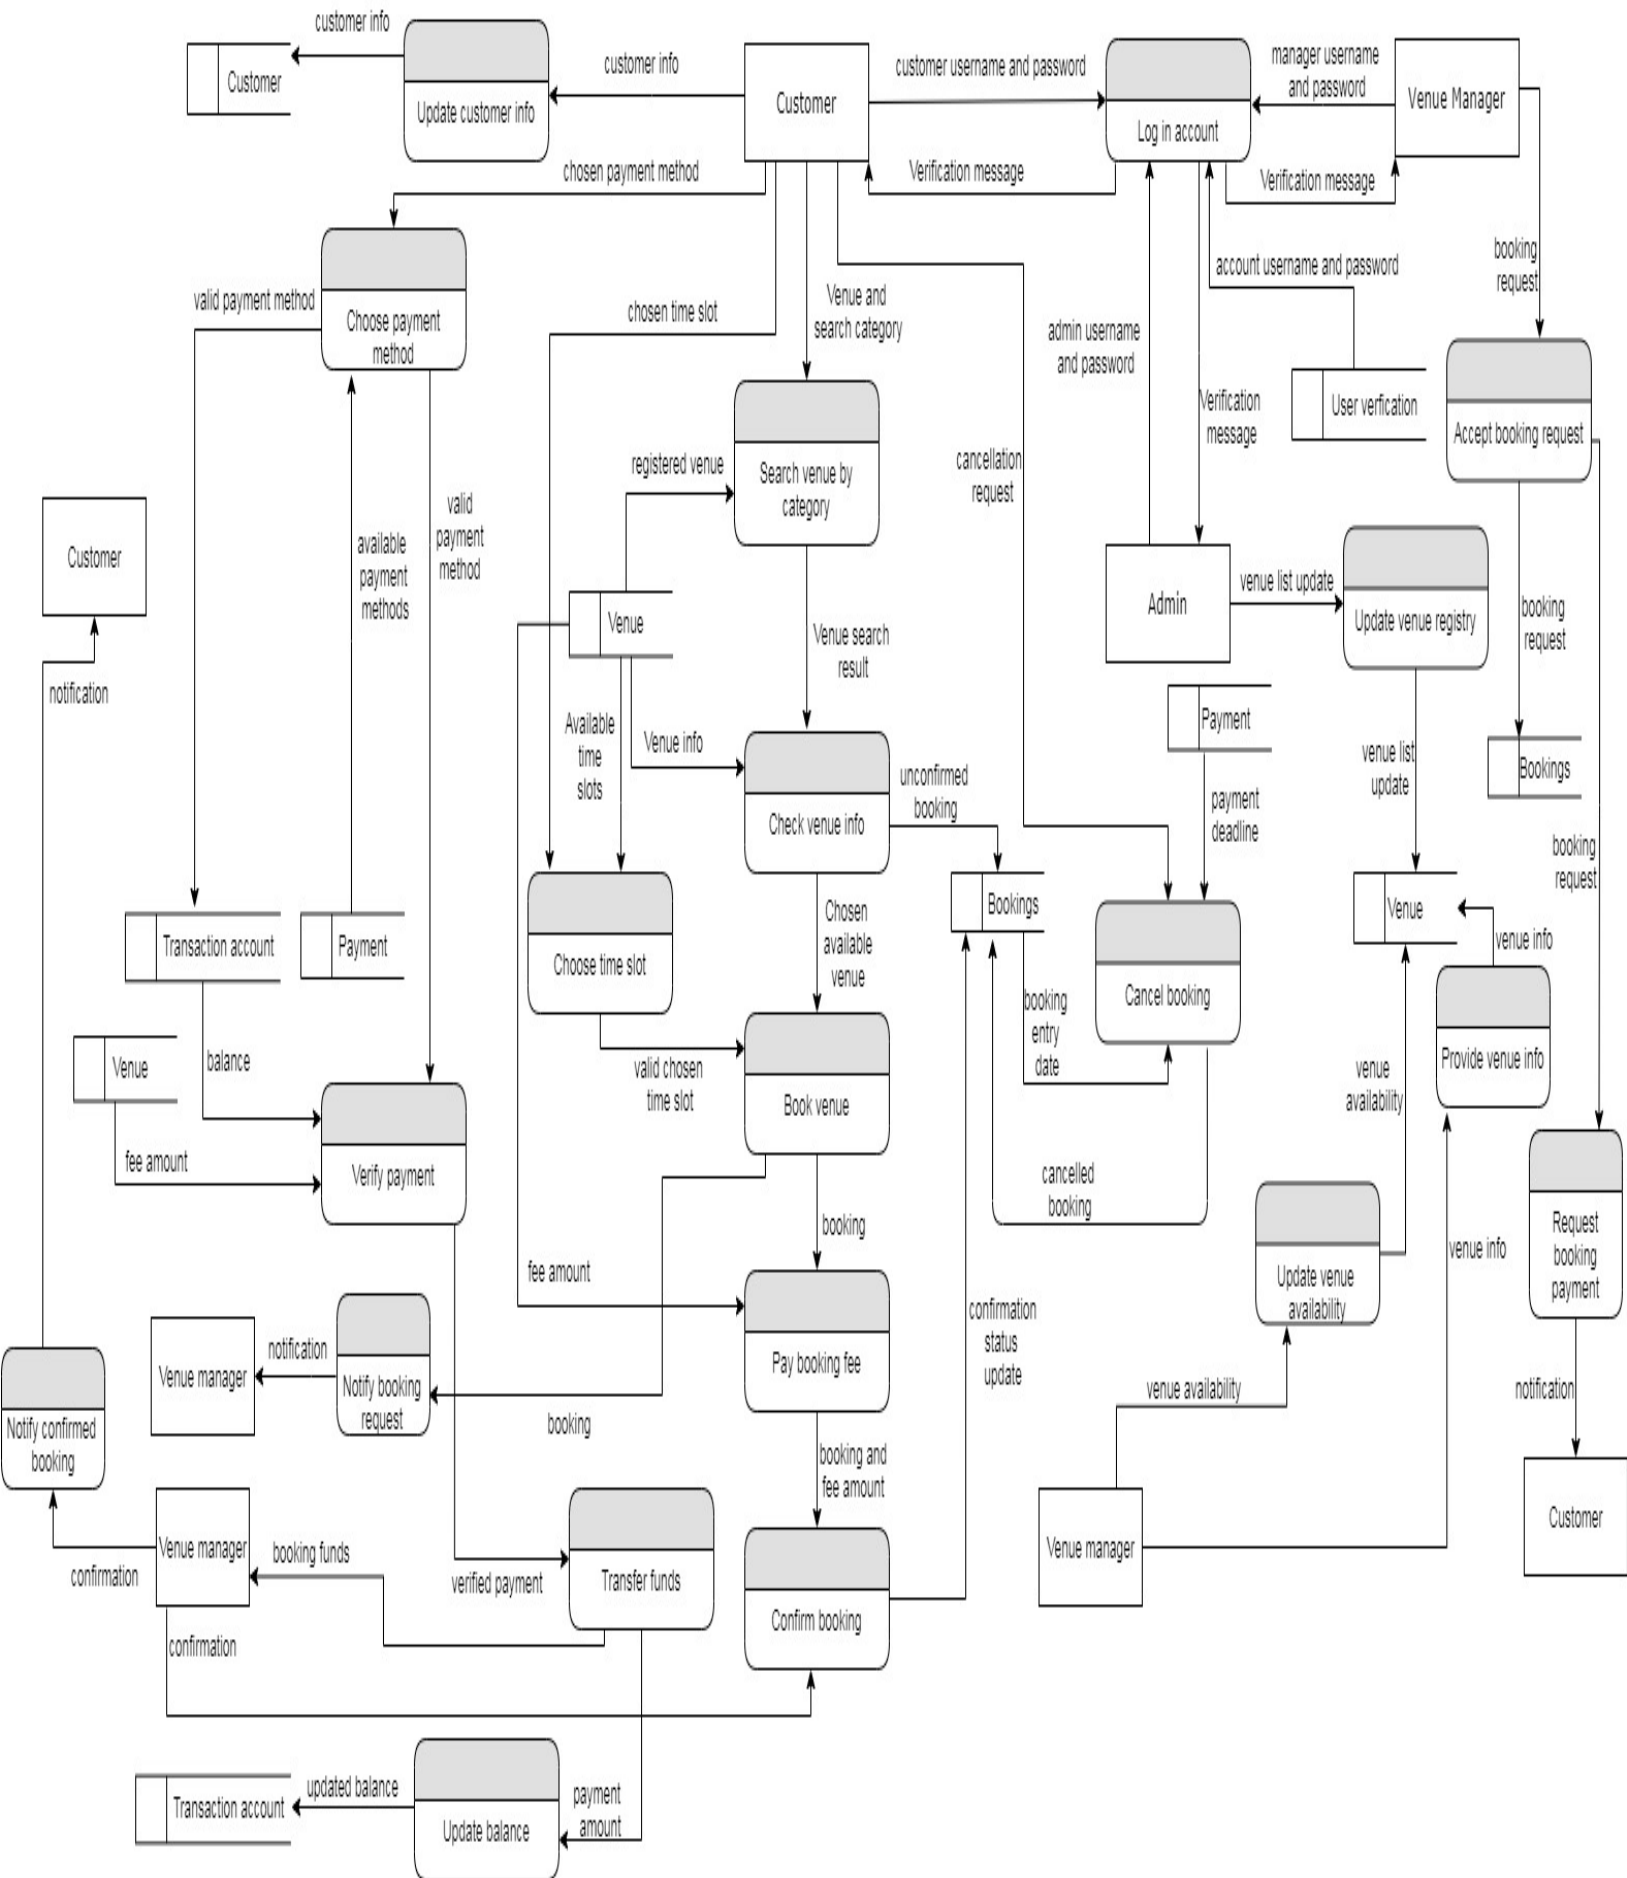 customer info
Customer
Update customer info
customer info
Customer
customer username and password
Log in account
manager username
and password
Venue Manager
chosen payment method
Verification message
Verification message
account username and password
booking
request
valid payment method
Choose payment
method
chosen time slot
Venue and
search category
admin username
and password
Verification
message
User verfication
Accept booking request
cancellation
request
registered venue
Search venue by
category
Customer
available
payment
methods
valid
payment
method
Venue
Venue search
result
Admin
venue list update
Update venue registry
booking
request
notification
Available
time
slots
Venue info
Payment
venue list
update
Bookings
unconfirmed
booking
payment
deadline
Check venue info
booking
request
Transaction account
Payment
Choose time slot
Chosen
available
venue
Bookings
Cancel booking
Venue
venue info
booking
entry
date
Provide venue info
Venue
balance
valid chosen
time slot
Book venue
venue
availability
fee amount
Verify payment
cancelled
booking
booking
fee amount
Update venue
availability
venue info
Request
booking
payment
Venue manager
notification
Notify booking
request
Pay booking fee
confirmation
status
update
venue availability
notification
Notify confirmed
booking
booking
booking and
fee amount
Venue manager
booking funds
confirmation
verified payment
Transfer funds
Confirm booking
Venue manager
Customer
confirmation
Transaction account
updated balance
Update balance
payment
amount